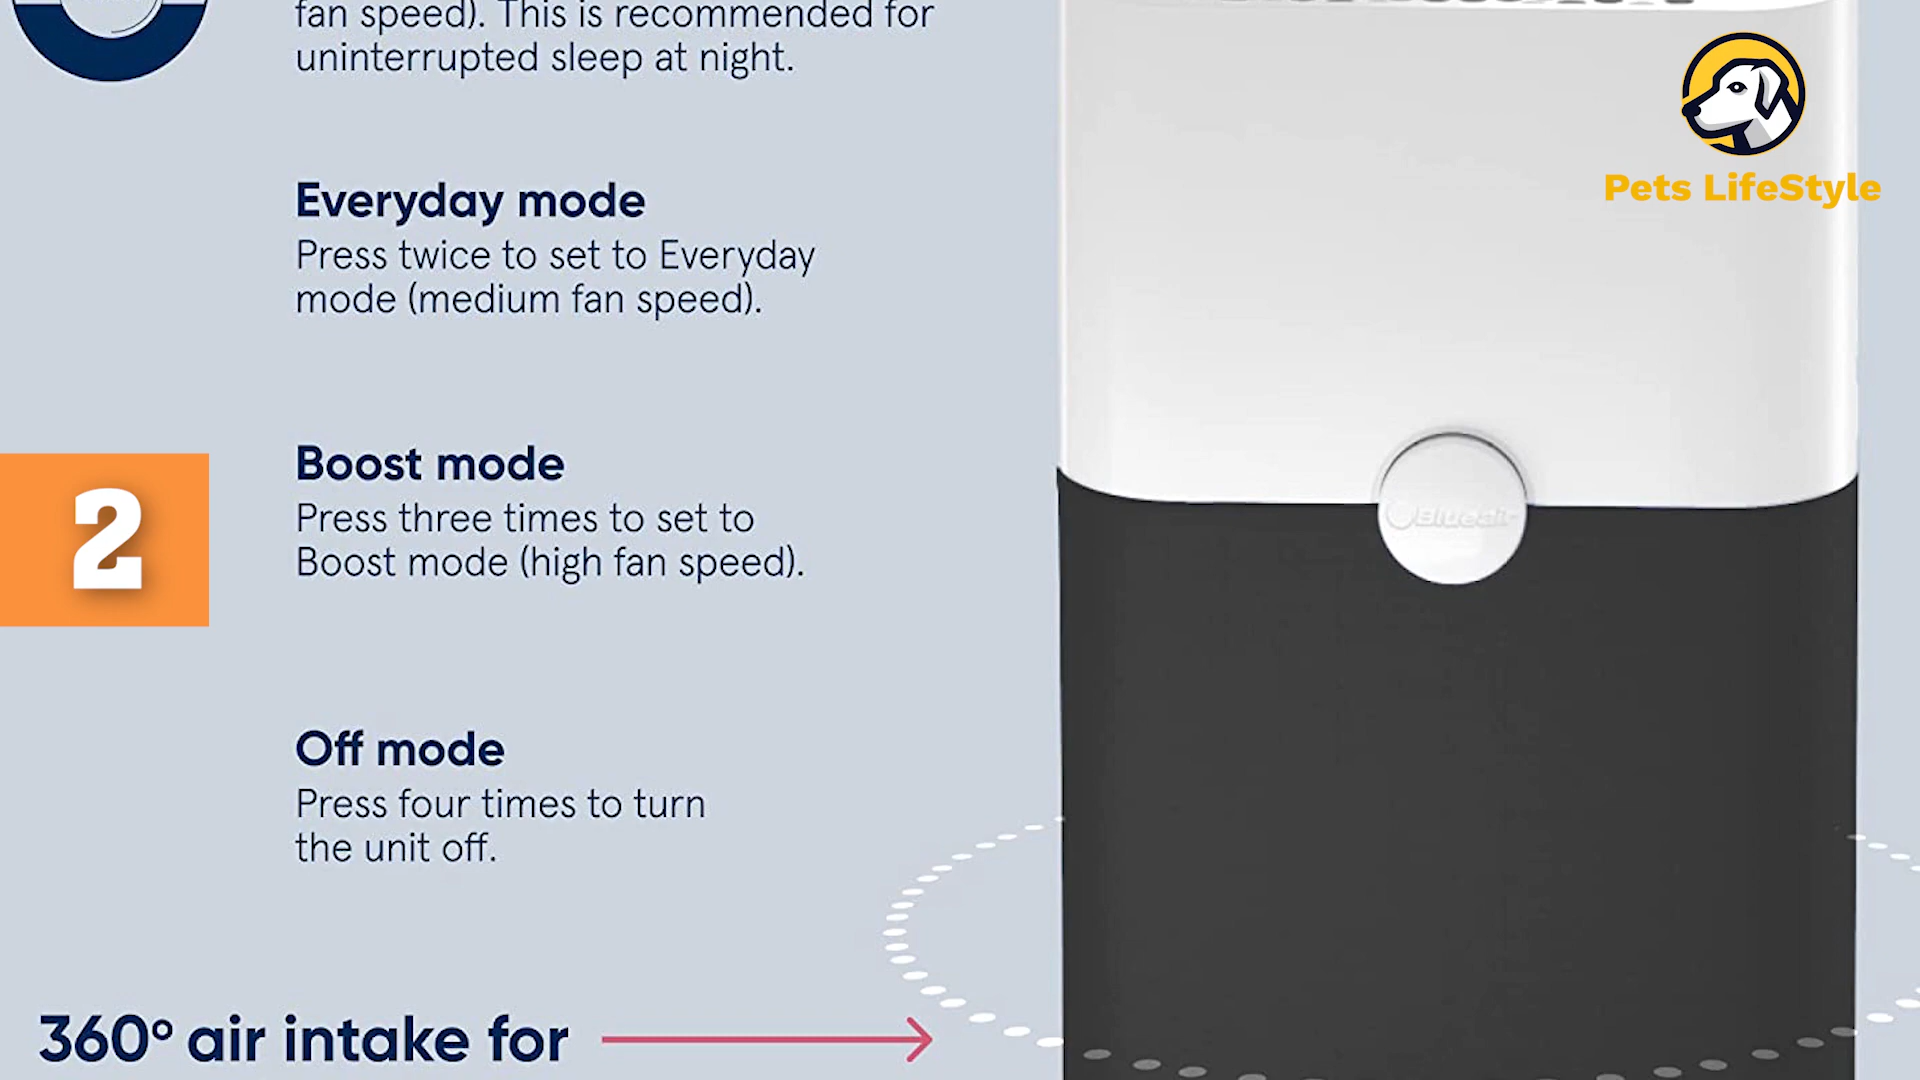 fan speed). This is recommended for
uninterrupted sleep at night.
Everyday mode
Press twice to set to Everyday
mode (medium fan speed).
Boost mode
Press three times to set to
Boost mode (high fan speed).
Off mode
Press four times to turn
the unit off.
360° air intake for
2
Blueair
Pets LifeStyle